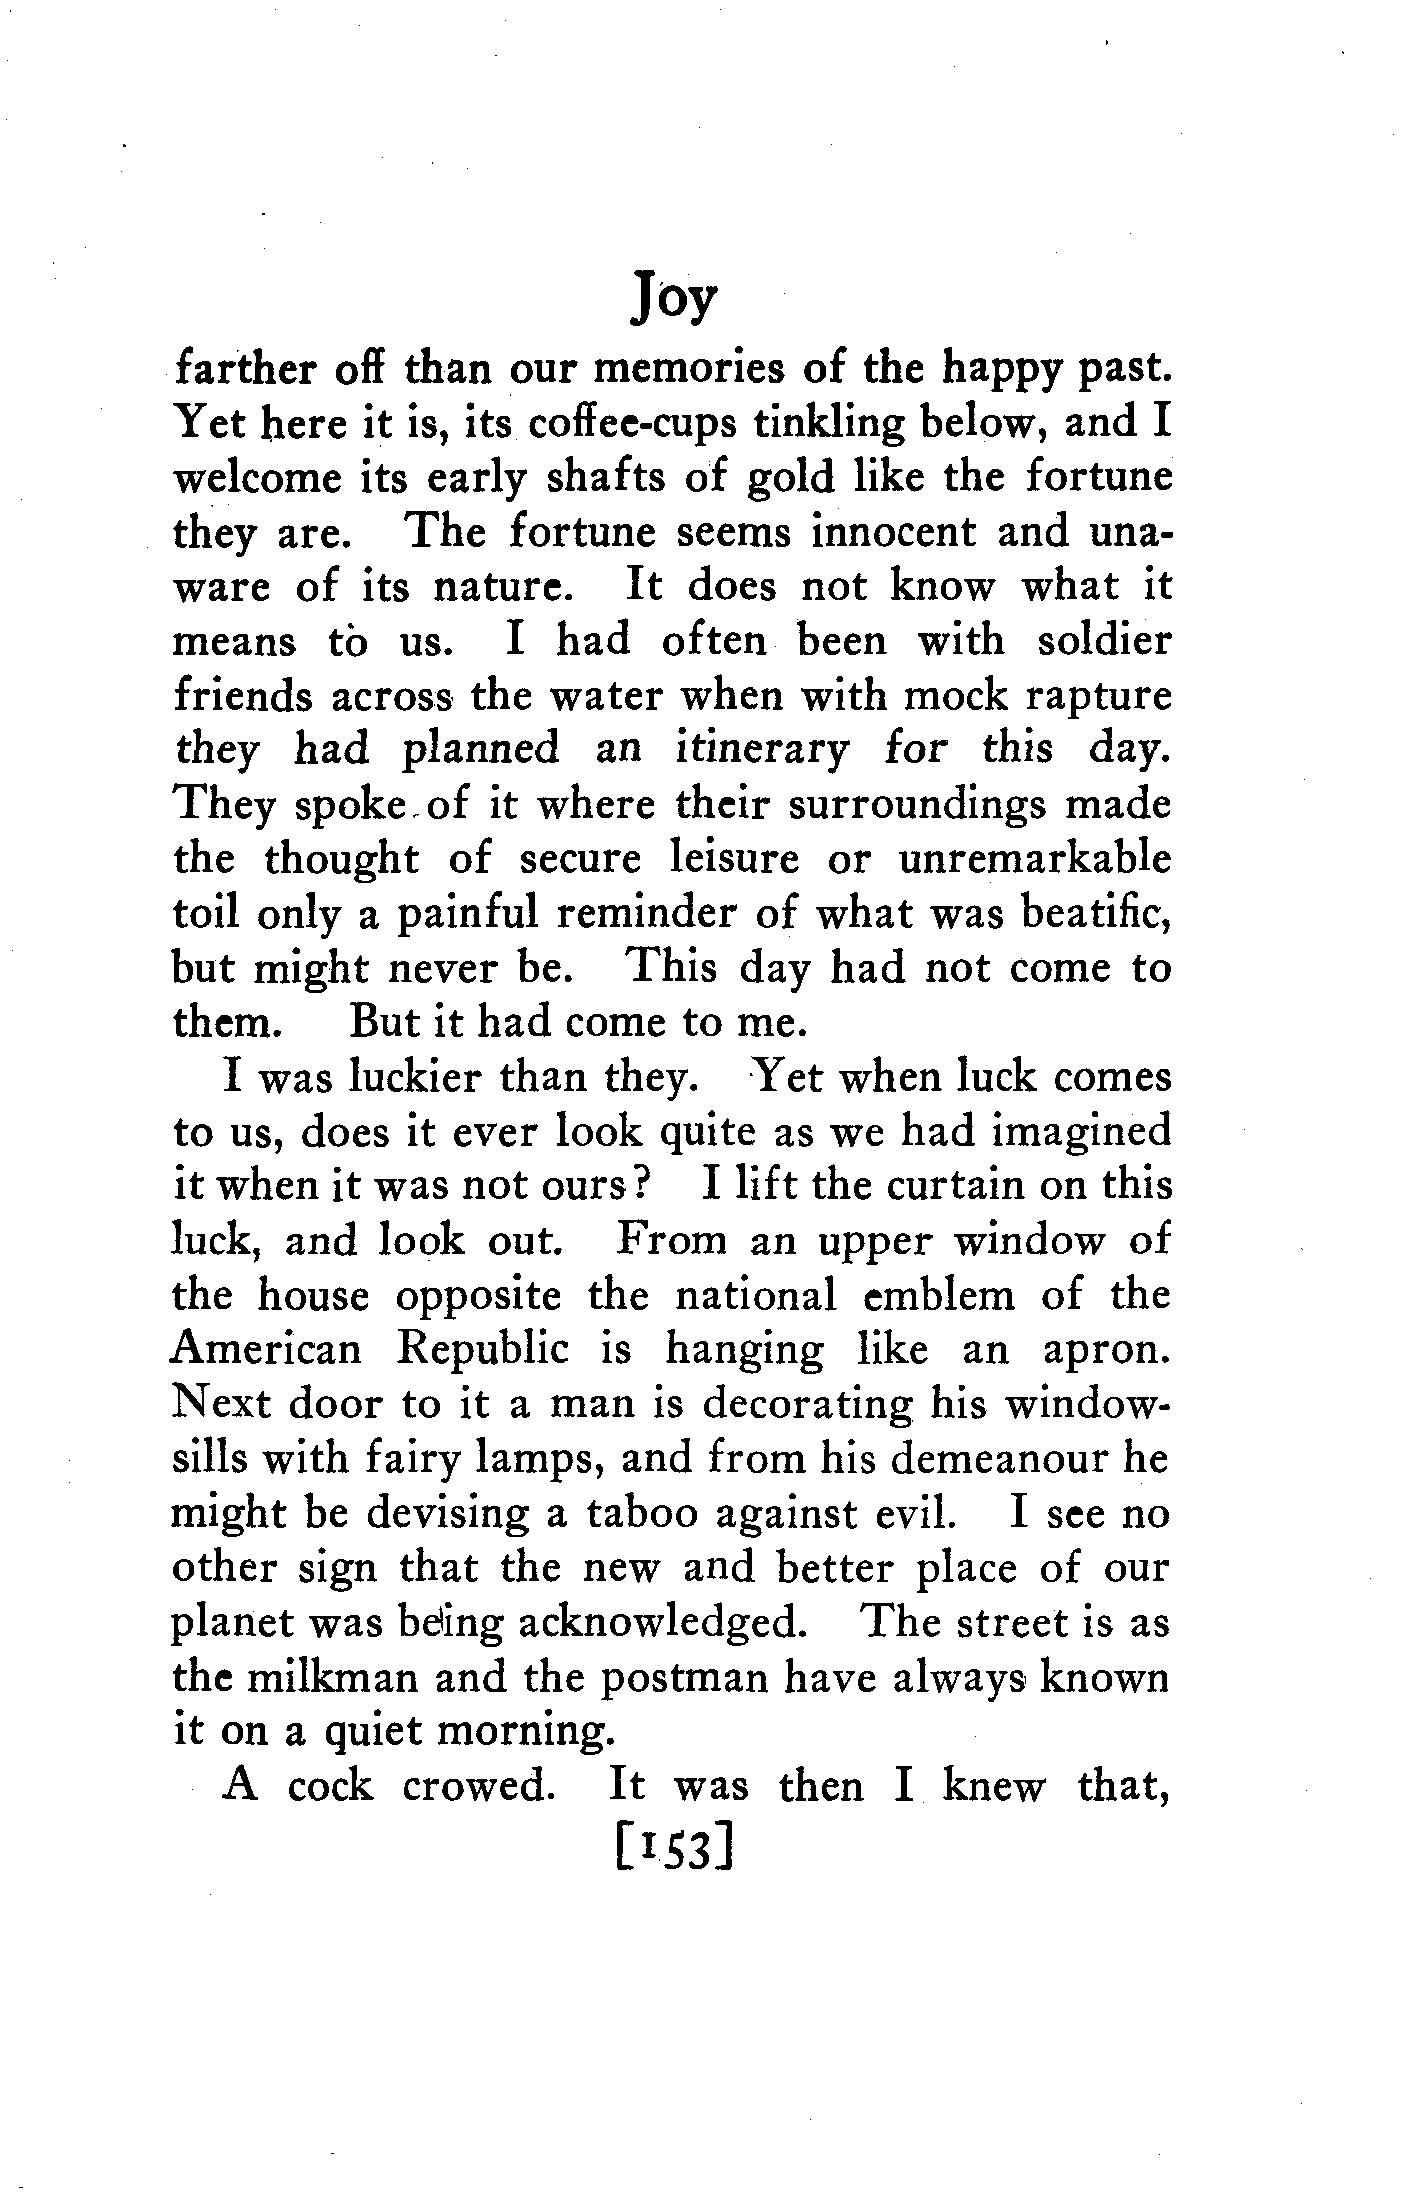 Joy
farther off than our memories of the happy past.
Yet here it is, its coffee-cups tinkling below, and I
welcome its early shafts of gold like the fortune
they are. The fortune seems innocent and una-
ware of its nature. It does not know what it
means to us. I had often been with soldier
friends across the water when with mock rapture
they had planned an itinerary for this day.
They spoke of it where their surroundings made
the thought of secure leisure or unremarkable
toil only a painful reminder of what was beatific,
but might never be. This day had not come to
them. But it had come to me.
I was luckier than they. Yet when luck comes
to us, does it ever look quite as we had imagined
it when it was not ours? I lift the curtain on this
luck, and look out. From an upper window of
the house opposite the national emblem of the
American Republic is hanging like an apron.
Next door to it a man is decorating his window-
sills with fairy lamps, and from his demeanour he
might be devising a taboo against evil. I see no
other sign that the new and better place of our
planet was being acknowledged. The street is as
the milkman and the postman have always known
it on a quiet morning.
A cock crowed. It was then I knew that,
[153]